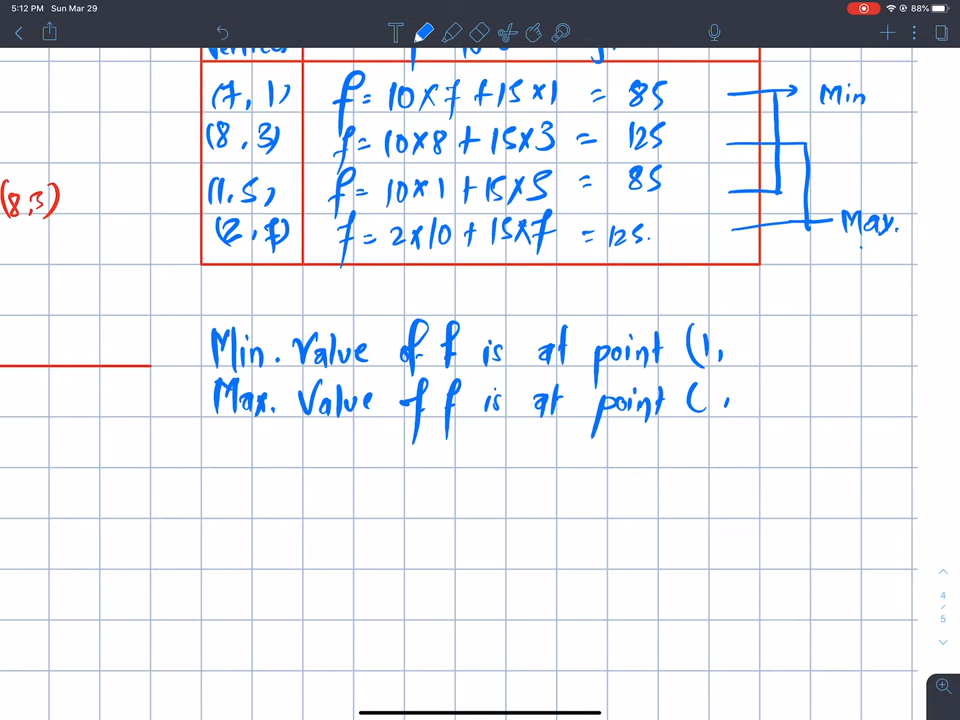 5:12 PM Sun Mar 29
88%
(7, 1) f = 10×7 + 15×1 = 85 Min
(8, 3) f = 10×8 + 15×3 = 125
(1, 5) f = 10×1 + 15×5 = 85
(8,3)
(2, 7) f = 2×10 + 15×7 = 125. Max.
Min. Value of f is at point (1,
Max. Value of f is at point ( ,
4
/
5